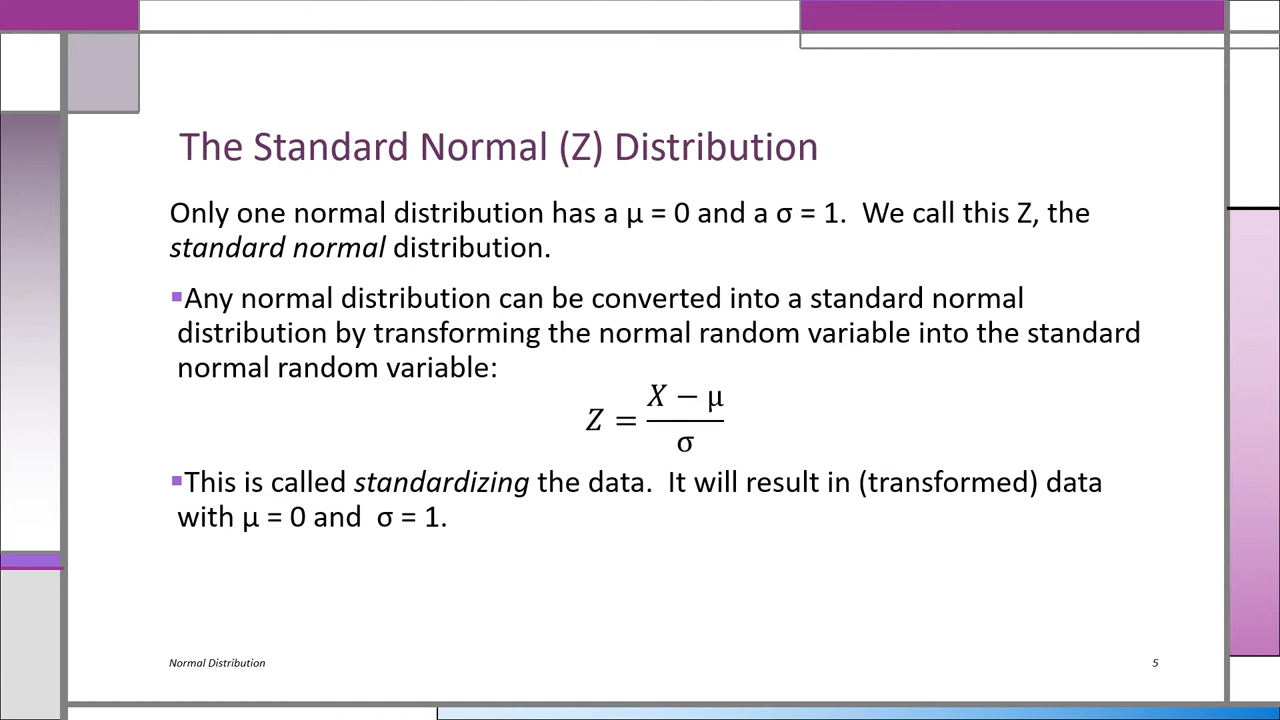 The Standard Normal (Z) Distribution
Only one normal distribution has a μ = 0 and a σ = 1.  We call this Z, the
standard normal distribution.
▪Any normal distribution can be converted into a standard normal
distribution by transforming the normal random variable into the standard
normal random variable:
Z = (X − μ) / σ
▪This is called standardizing the data.  It will result in (transformed) data
with μ = 0 and  σ = 1.
Normal Distribution
5